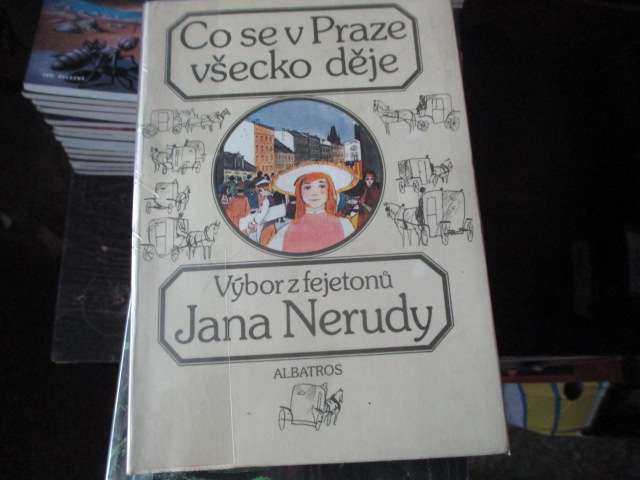 Co se v Praze
všecko děje
Výbor z fejetonů
Jana Nerudy
ALBATROS